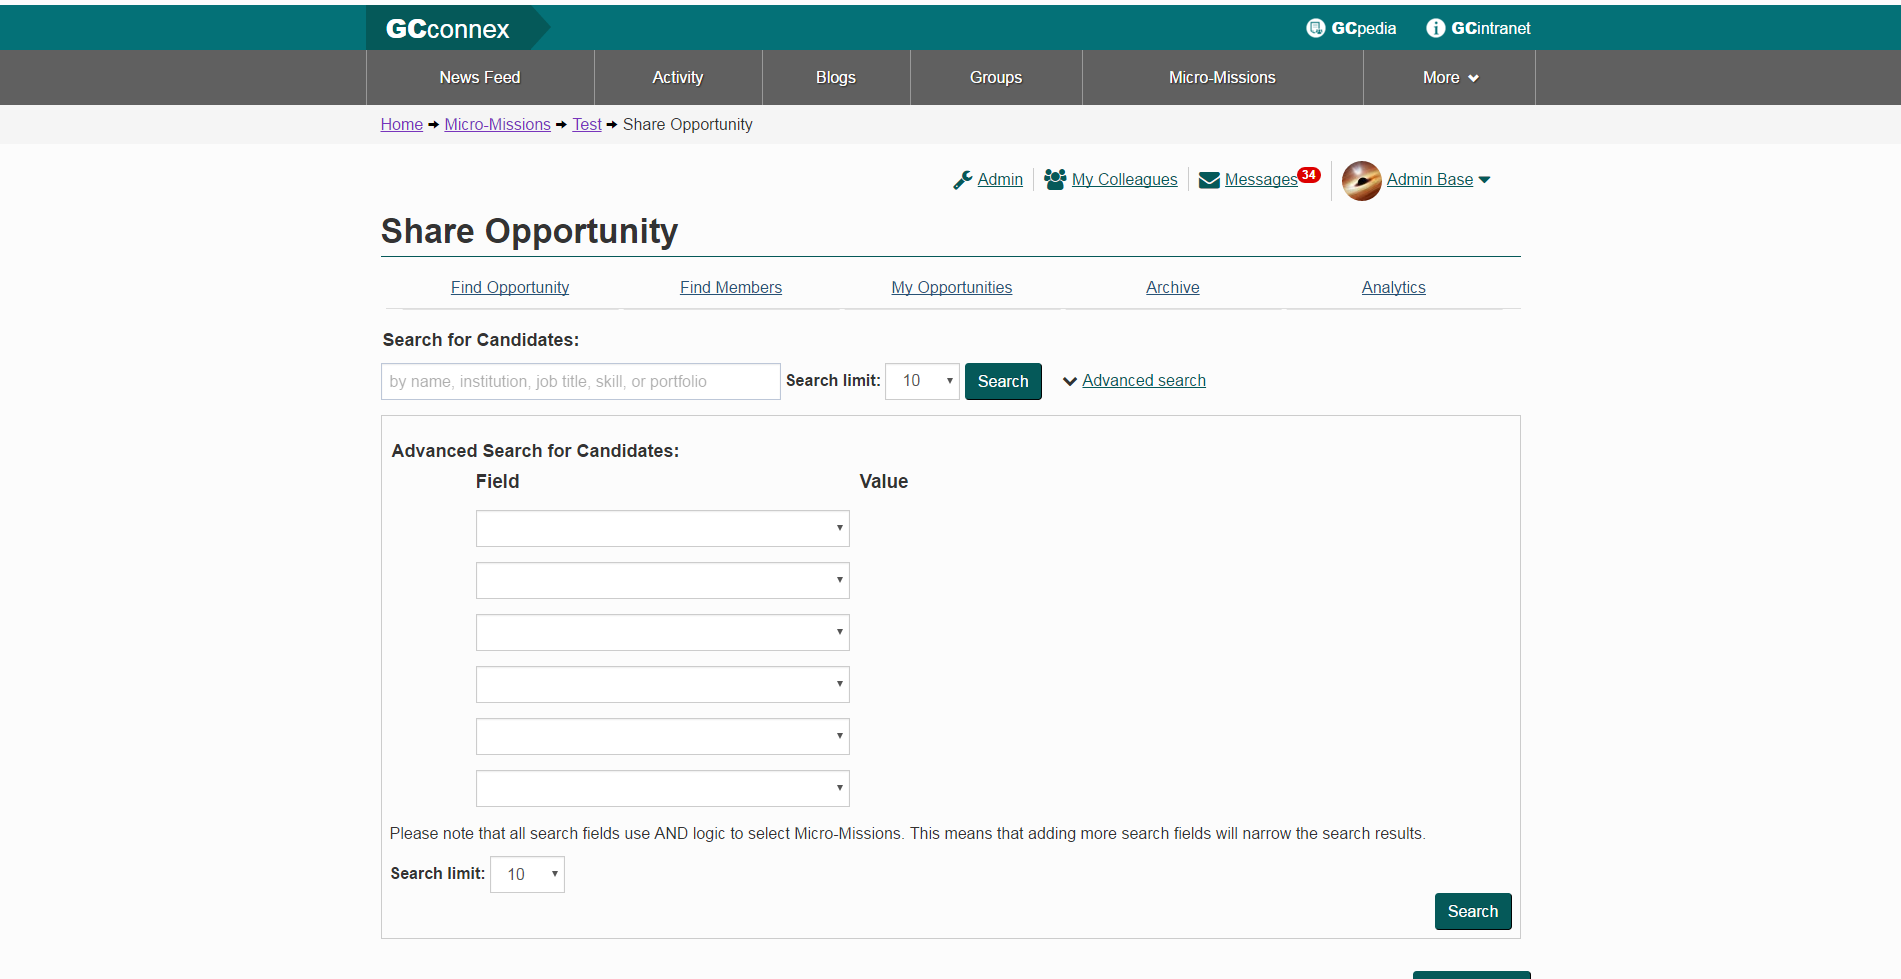 GCconnex GCpedia GCintranet
News Feed Activity Blogs Groups Micro-Missions More
Home Micro-Missions Test Share Opportunity
Admin My Colleagues Messages 34 Admin Base
Share Opportunity
Find Opportunity Find Members My Opportunities Archive Analytics
Search for Candidates:
by name, institution, job title, skill, or portfolio Search limit: 10 Search Advanced search
Advanced Search for Candidates:
Field Value
Please note that all search fields use AND logic to select Micro-Missions. This means that adding more search fields will narrow the search results.
Search limit: 10
Search